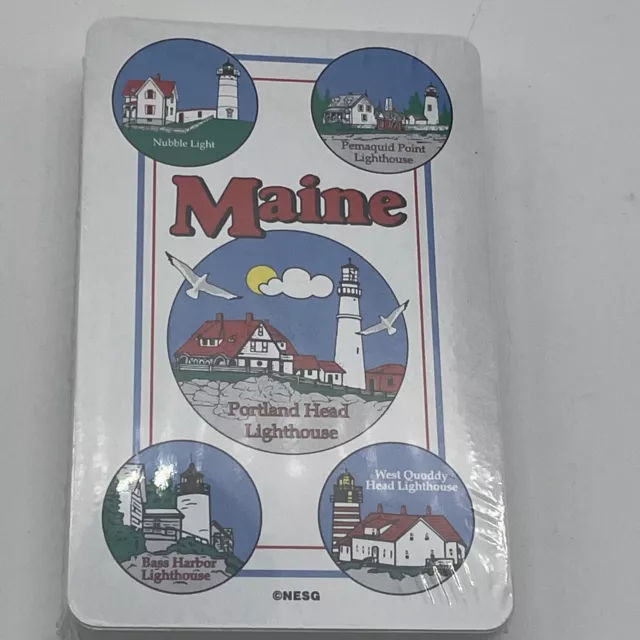 Nubble Light
Pemaquid Point
Lighthouse
Maine
Portland Head
Lighthouse
West Quoddy
Head Lighthouse
Bass Harbor
Lighthouse
©NESG